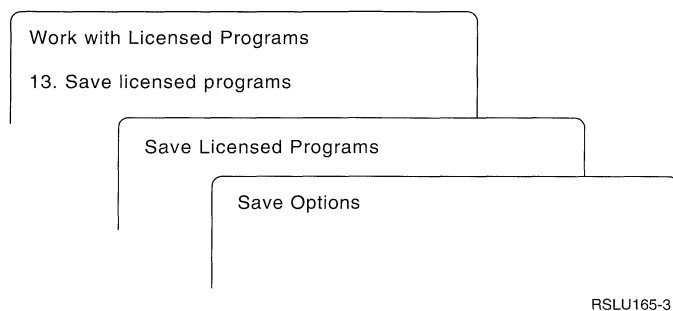 Work with Licensed Programs
13. Save licensed programs
Save Licensed Programs
Save Options
RSLU165-3